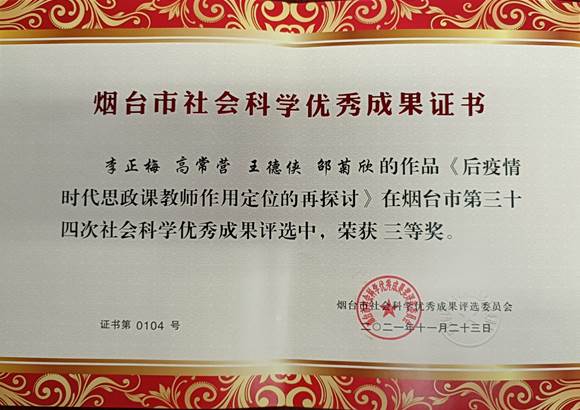 烟台市社会科学优秀成果证书
李正梅 高常营 王德侠 邹菊欣的作品《后疫情
时代思政课教师作用定位的再探讨》在烟台市第三十
四次社会科学优秀成果评选中，荣获 三等奖。
烟台市社会科学优秀成果评选委员会
二〇二一年十一月二十三日
证书第 0104 号